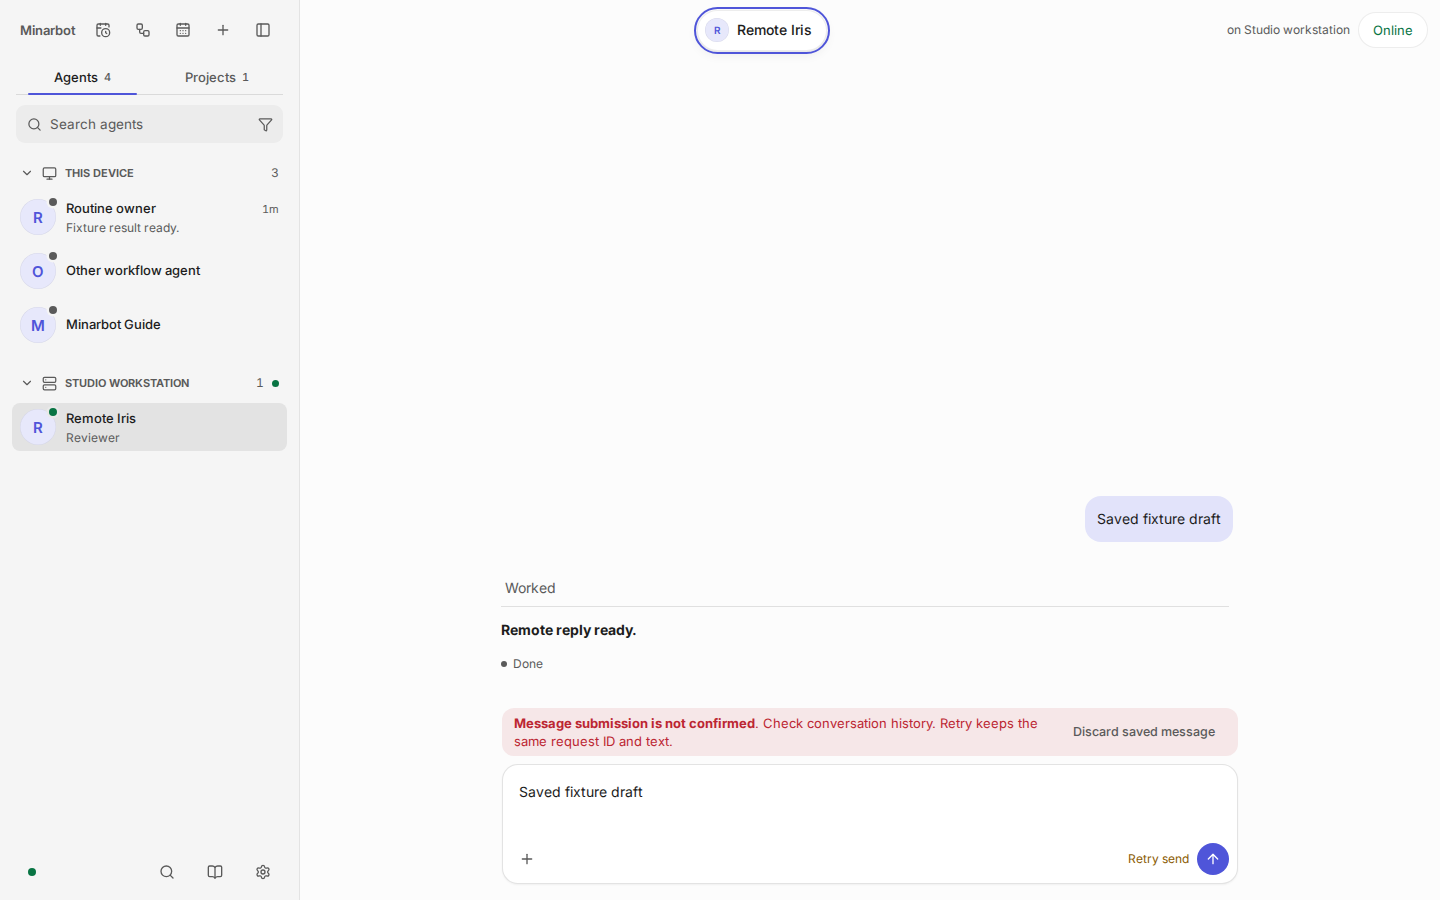 Minarbot
Agents 4
Projects 1
Search agents
THIS DEVICE 3
R
Routine owner 1m
Fixture result ready.
O
Other workflow agent
M
Minarbot Guide
STUDIO WORKSTATION 1
R
Remote Iris
Reviewer
R Remote Iris
on Studio workstation Online
Saved fixture draft
Worked
Remote reply ready.
Done
Message submission is not confirmed. Check conversation history. Retry keeps the
same request ID and text.
Discard saved message
Saved fixture draft
Retry send